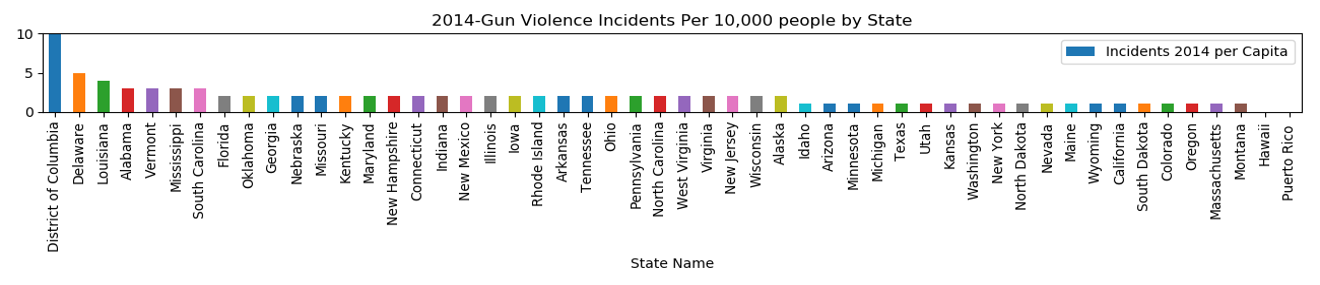 2014-Gun Violence Incidents Per 10,000 people by State
10
5
0
Incidents 2014 per Capita
District of Columbia
Delaware
Louisiana
Alabama
Vermont
Mississippi
South Carolina
Florida
Oklahoma
Georgia
Nebraska
Missouri
Kentucky
Maryland
New Hampshire
Connecticut
Indiana
New Mexico
Illinois
Iowa
Rhode Island
Arkansas
Tennessee
Ohio
Pennsylvania
North Carolina
West Virginia
Virginia
New Jersey
Wisconsin
Alaska
Idaho
Arizona
Minnesota
Michigan
Texas
Utah
Kansas
Washington
New York
North Dakota
Nevada
Maine
Wyoming
California
South Dakota
Colorado
Oregon
Massachusetts
Montana
Hawaii
Puerto Rico
State Name